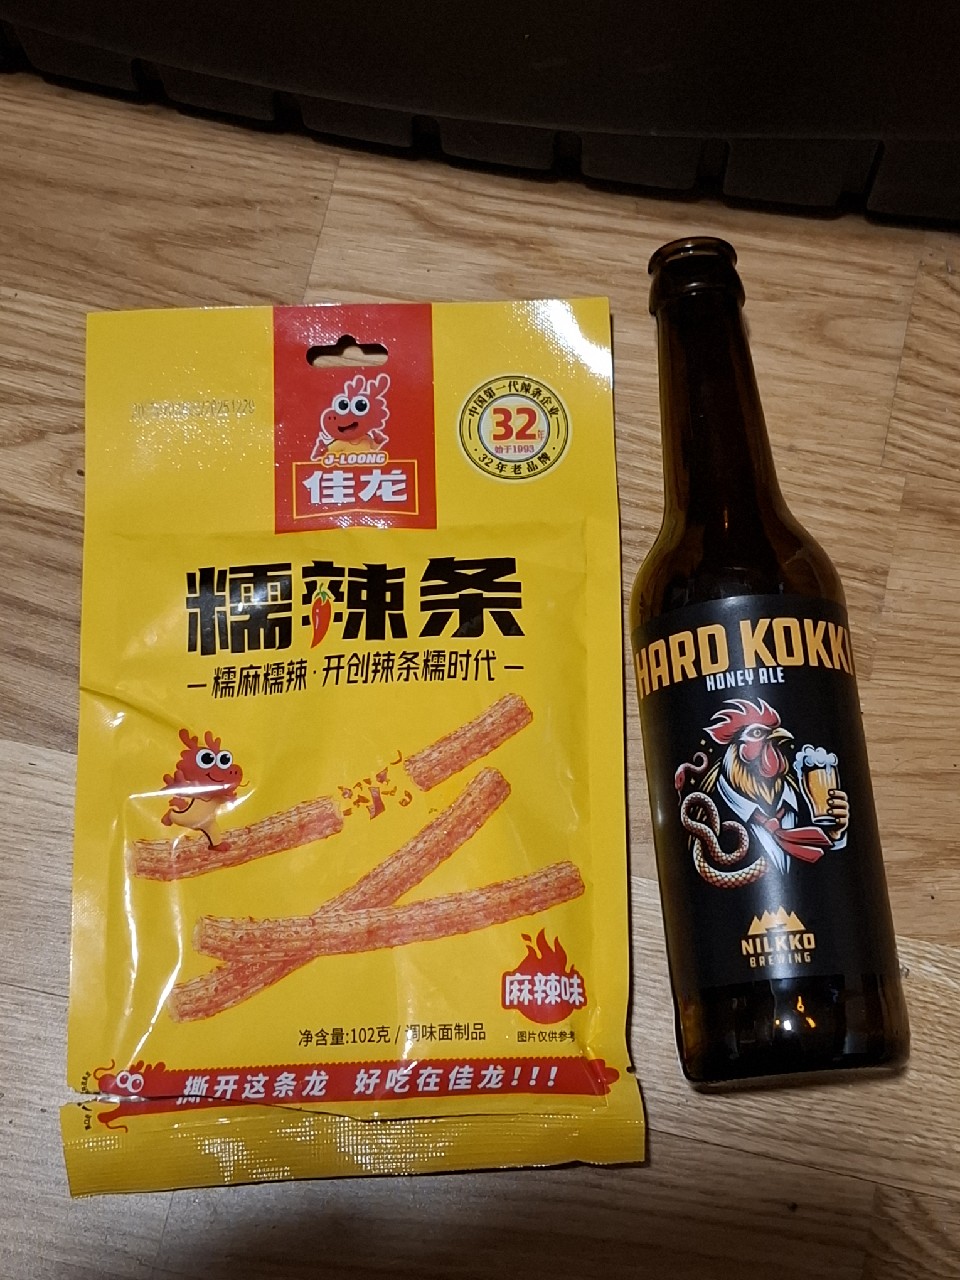 中国第一代辣条企业
32年
始于1993
32年老品牌
J-LOONG
佳龙
糯辣条
糯麻糯辣·开创辣条糯时代
麻辣味
净含量:102克 / 调味面制品
图片仅供参考
撕开这条龙 好吃在佳龙!!!
HARD KOKKI
HONEY ALE
NILKKO
BREWING